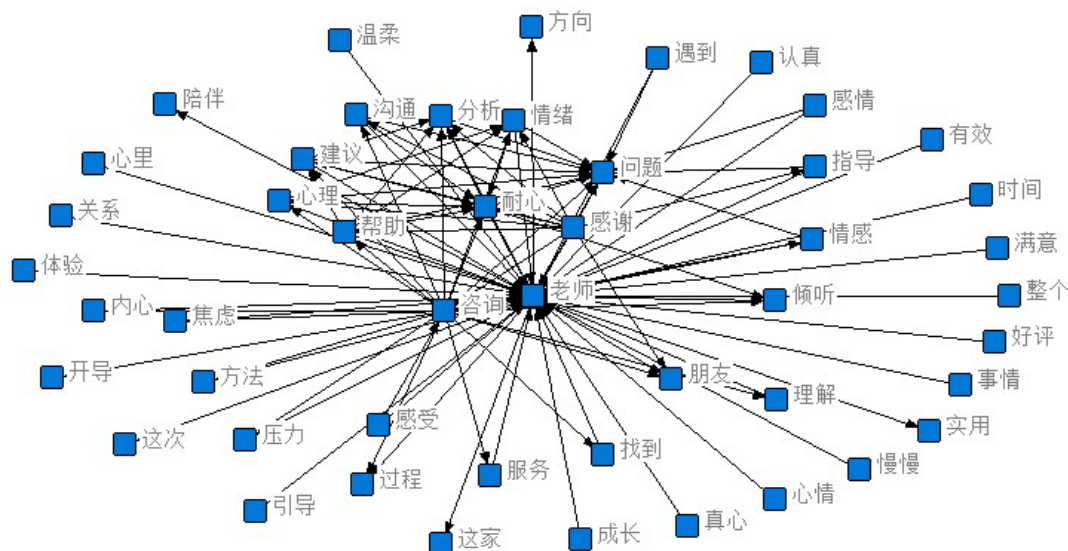 方向
温柔
遇到
认真
陪伴
沟通
分析
情绪
感情
有效
心里
建议
问题
指导
心理
耐心
时间
关系
帮助
感谢
情感
满意
体验
内心
焦虑
咨询
老师
倾听
整个
好评
开导
方法
朋友
理解
事情
这次
压力
感受
找到
实用
过程
服务
慢慢
引导
心情
这家
成长
真心